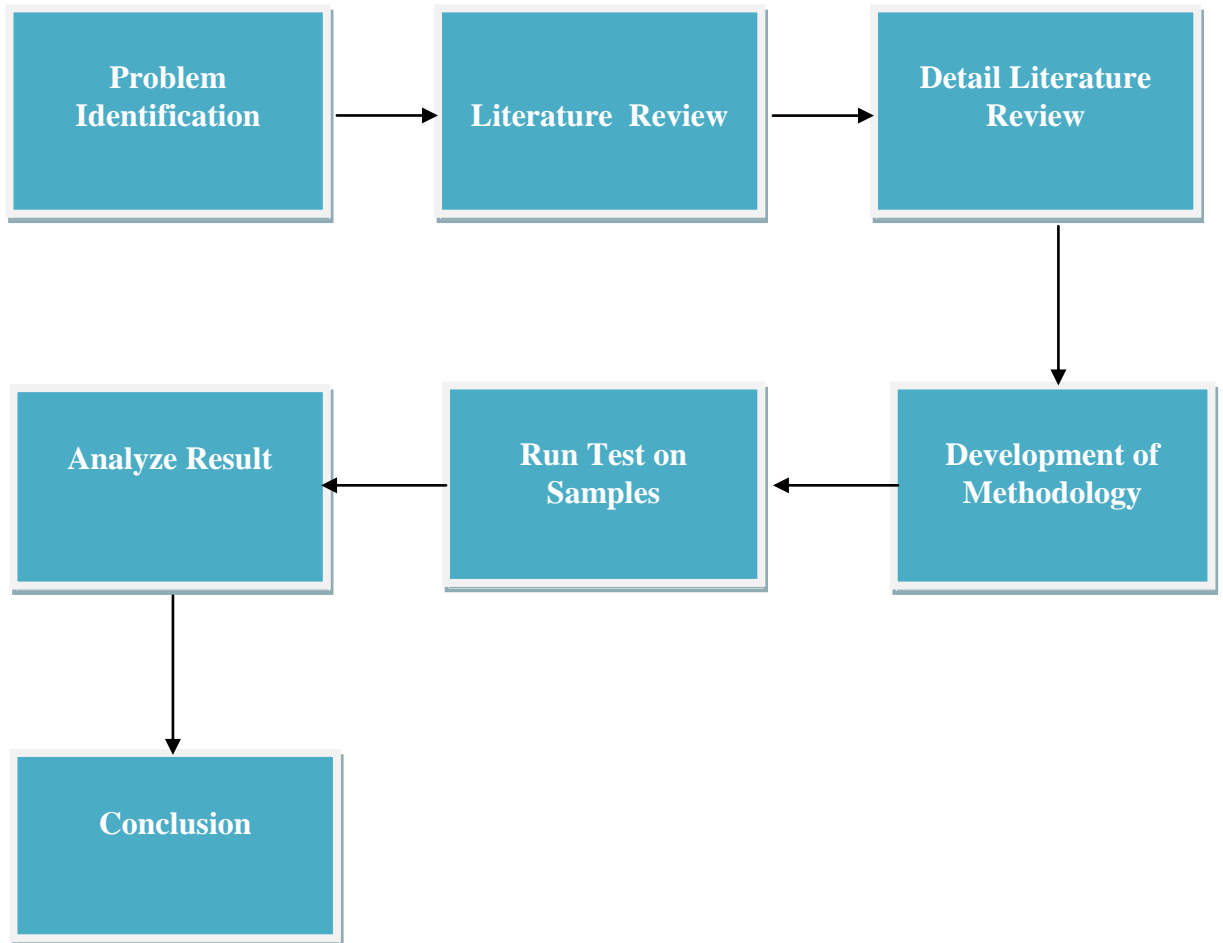 Problem
Identification
Literature  Review
Detail Literature
Review
Development of
Methodology
Run Test on
Samples
Analyze Result
Conclusion